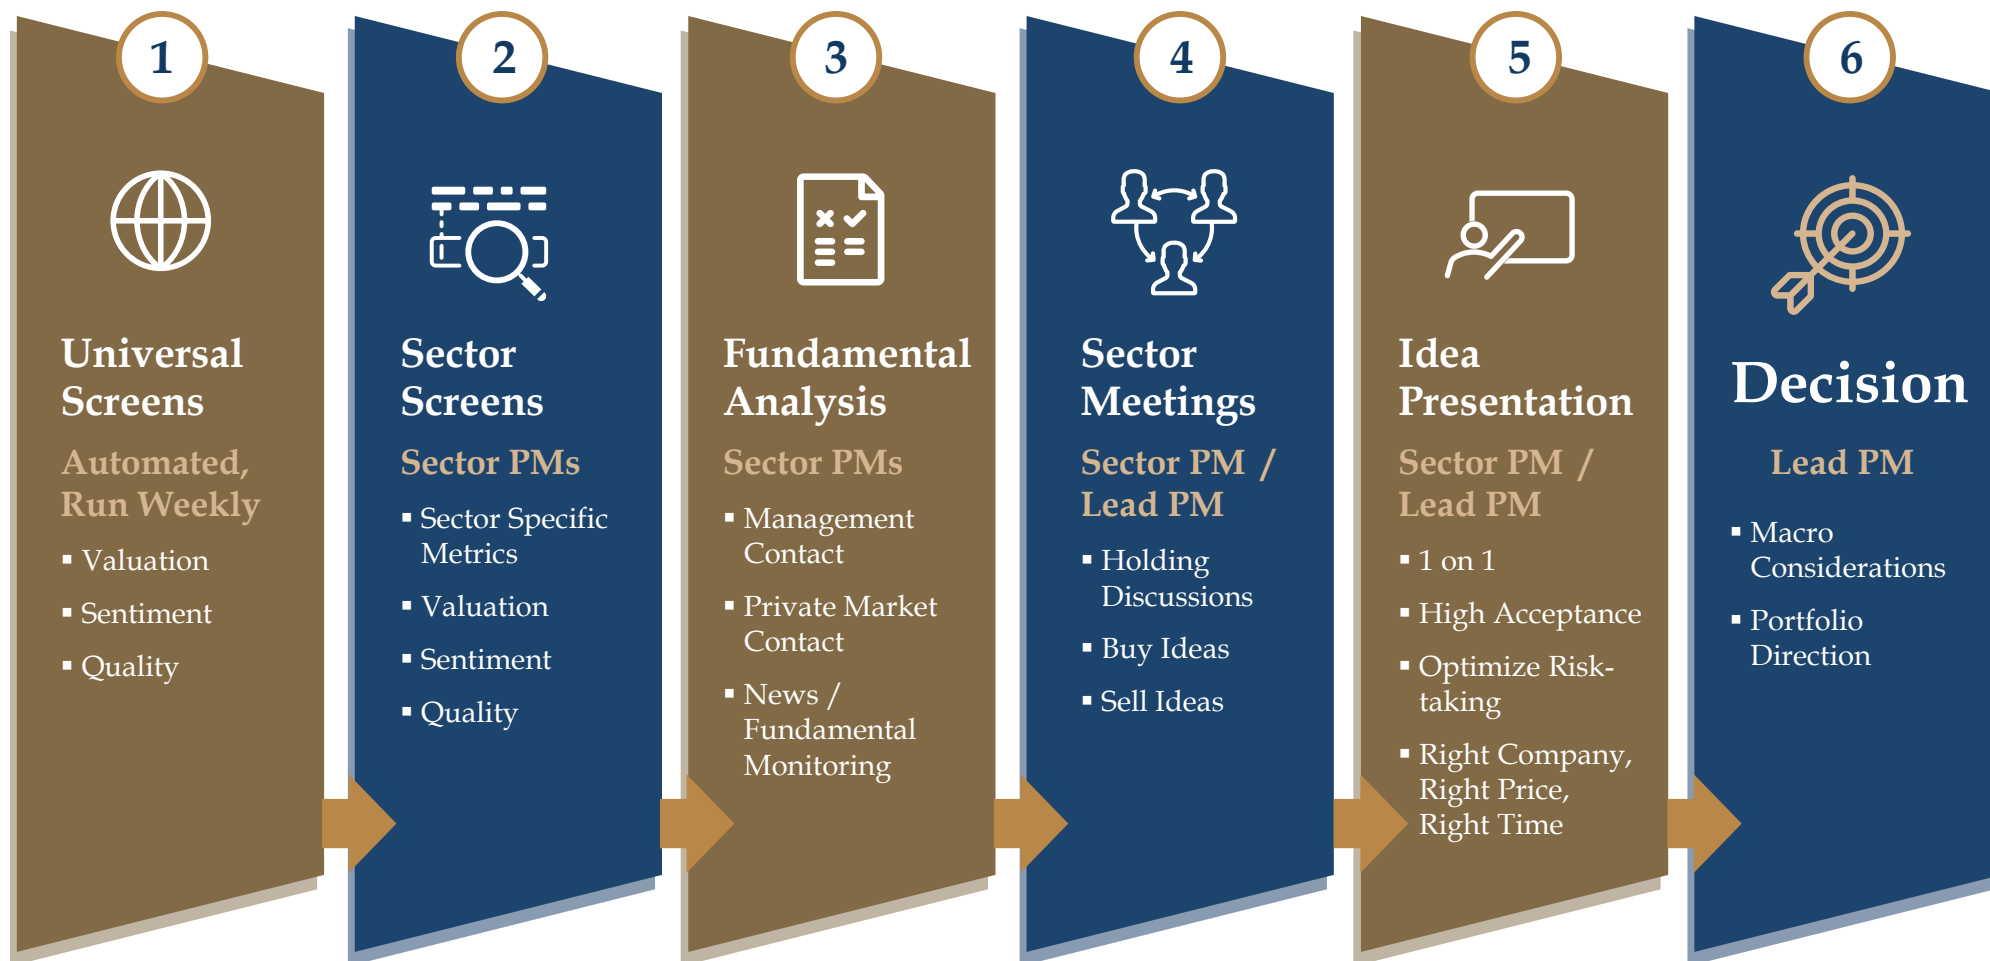 1
Universal
Screens
Automated,
Run Weekly
▪ Valuation
▪ Sentiment
▪ Quality
2
Sector
Screens
Sector PMs
▪ Sector Specific
Metrics
▪ Valuation
▪ Sentiment
▪ Quality
3
Fundamental
Analysis
Sector PMs
▪ Management
Contact
▪ Private Market
Contact
▪ News /
Fundamental
Monitoring
4
Sector
Meetings
Sector PM /
Lead PM
▪ Holding
Discussions
▪ Buy Ideas
▪ Sell Ideas
5
Idea
Presentation
Sector PM /
Lead PM
▪ 1 on 1
▪ High Acceptance
▪ Optimize Risk-
taking
▪ Right Company,
Right Price,
Right Time
6
Decision
Lead PM
▪ Macro
Considerations
▪ Portfolio
Direction